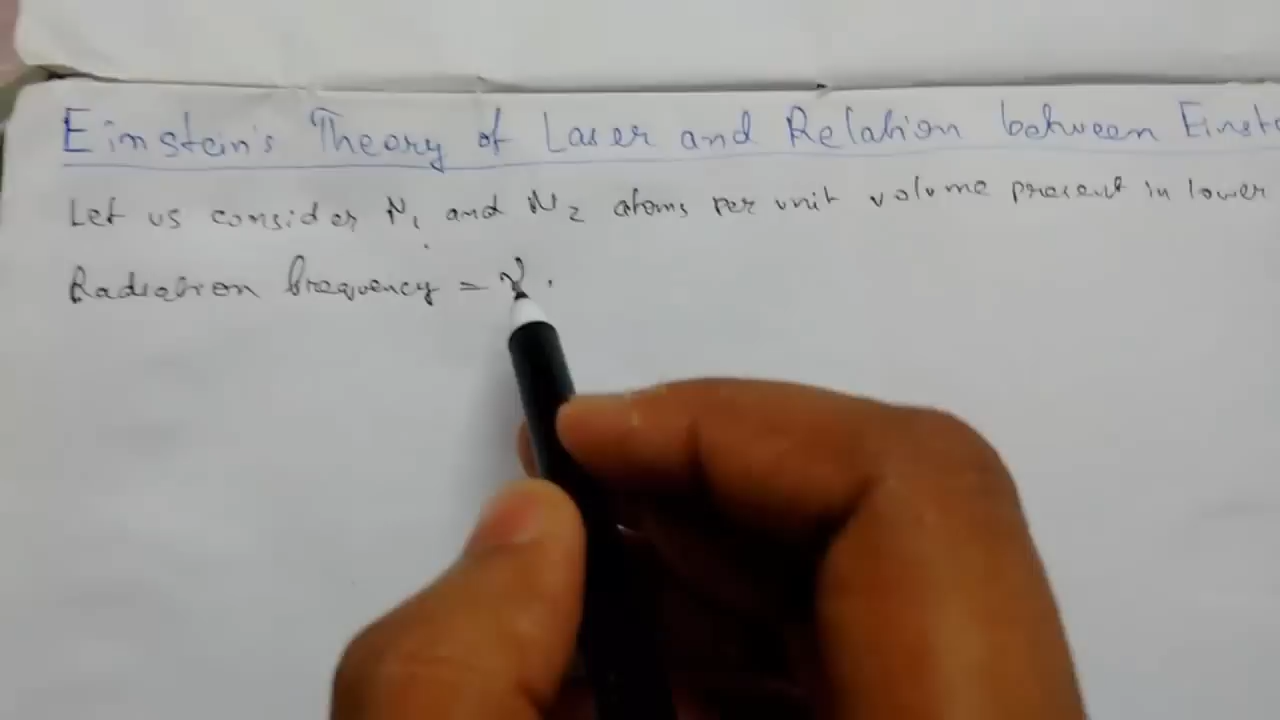 Einstein's Theory of Laser and Relation between Einst
Let us consider N₁ and N₂ atoms per unit volume present in lower
Radiation frequency = ν.